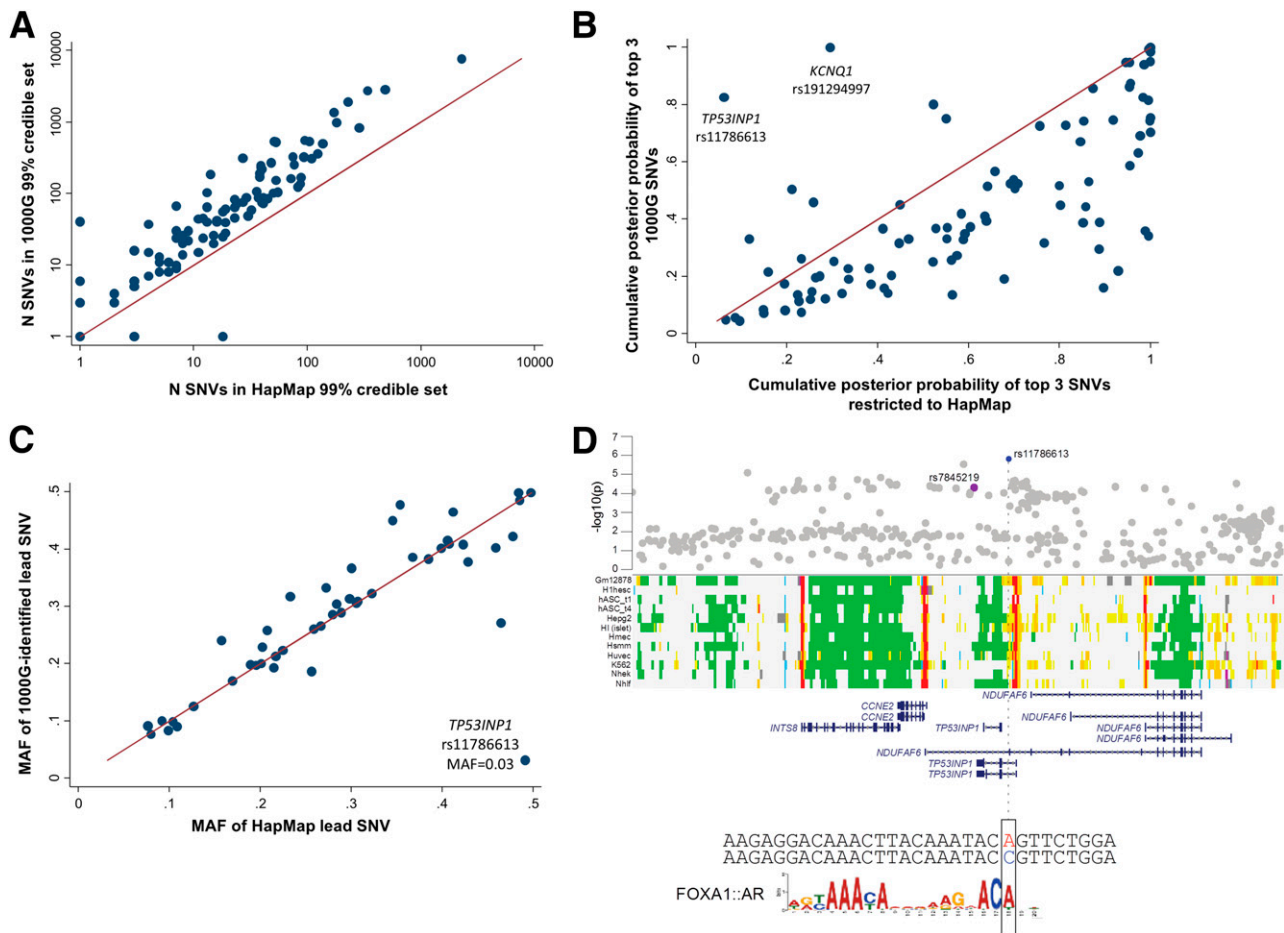 A
N SNVs in 1000G 99% credible set
10000
1000
100
10
1
1
10
100
1000
10000
N SNVs in HapMap 99% credible set
B
Cumulative posterior probability of top 3
1000G SNVs
1
.8
.6
.4
.2
0
KCNQ1
rs191294997
TP53INP1
rs11786613
0
.2
.4
.6
.8
1
Cumulative posterior probability of top 3 SNVs
restricted to HapMap
C
MAF of 1000G-identified lead SNV
.5
.4
.3
.2
.1
0
TP53INP1
rs11786613
MAF=0.03
0
.1
.2
.3
.4
.5
MAF of HapMap lead SNV
D
-log10(p)
7
6
5
4
3
2
1
0
rs11786613
rs7845219
Gm12878
H1hesc
hASC_t1
hASC_t4
Hepg2
HI (islet)
Hmec
Hsmm
Huvec
K562
Nhek
Nhlf
NDUFAF6
CCNE2
NDUFAF6
CCNE2
INTS8
TP53INP1
NDUFAF6
NDUFAF6
NDUFAF6
TP53INP1
TP53INP1
AAGAGGACAAACTTACAAATACAGTTCTGGA
AAGAGGACAAACTTACAAATACCGTTCTGGA
FOXA1::AR